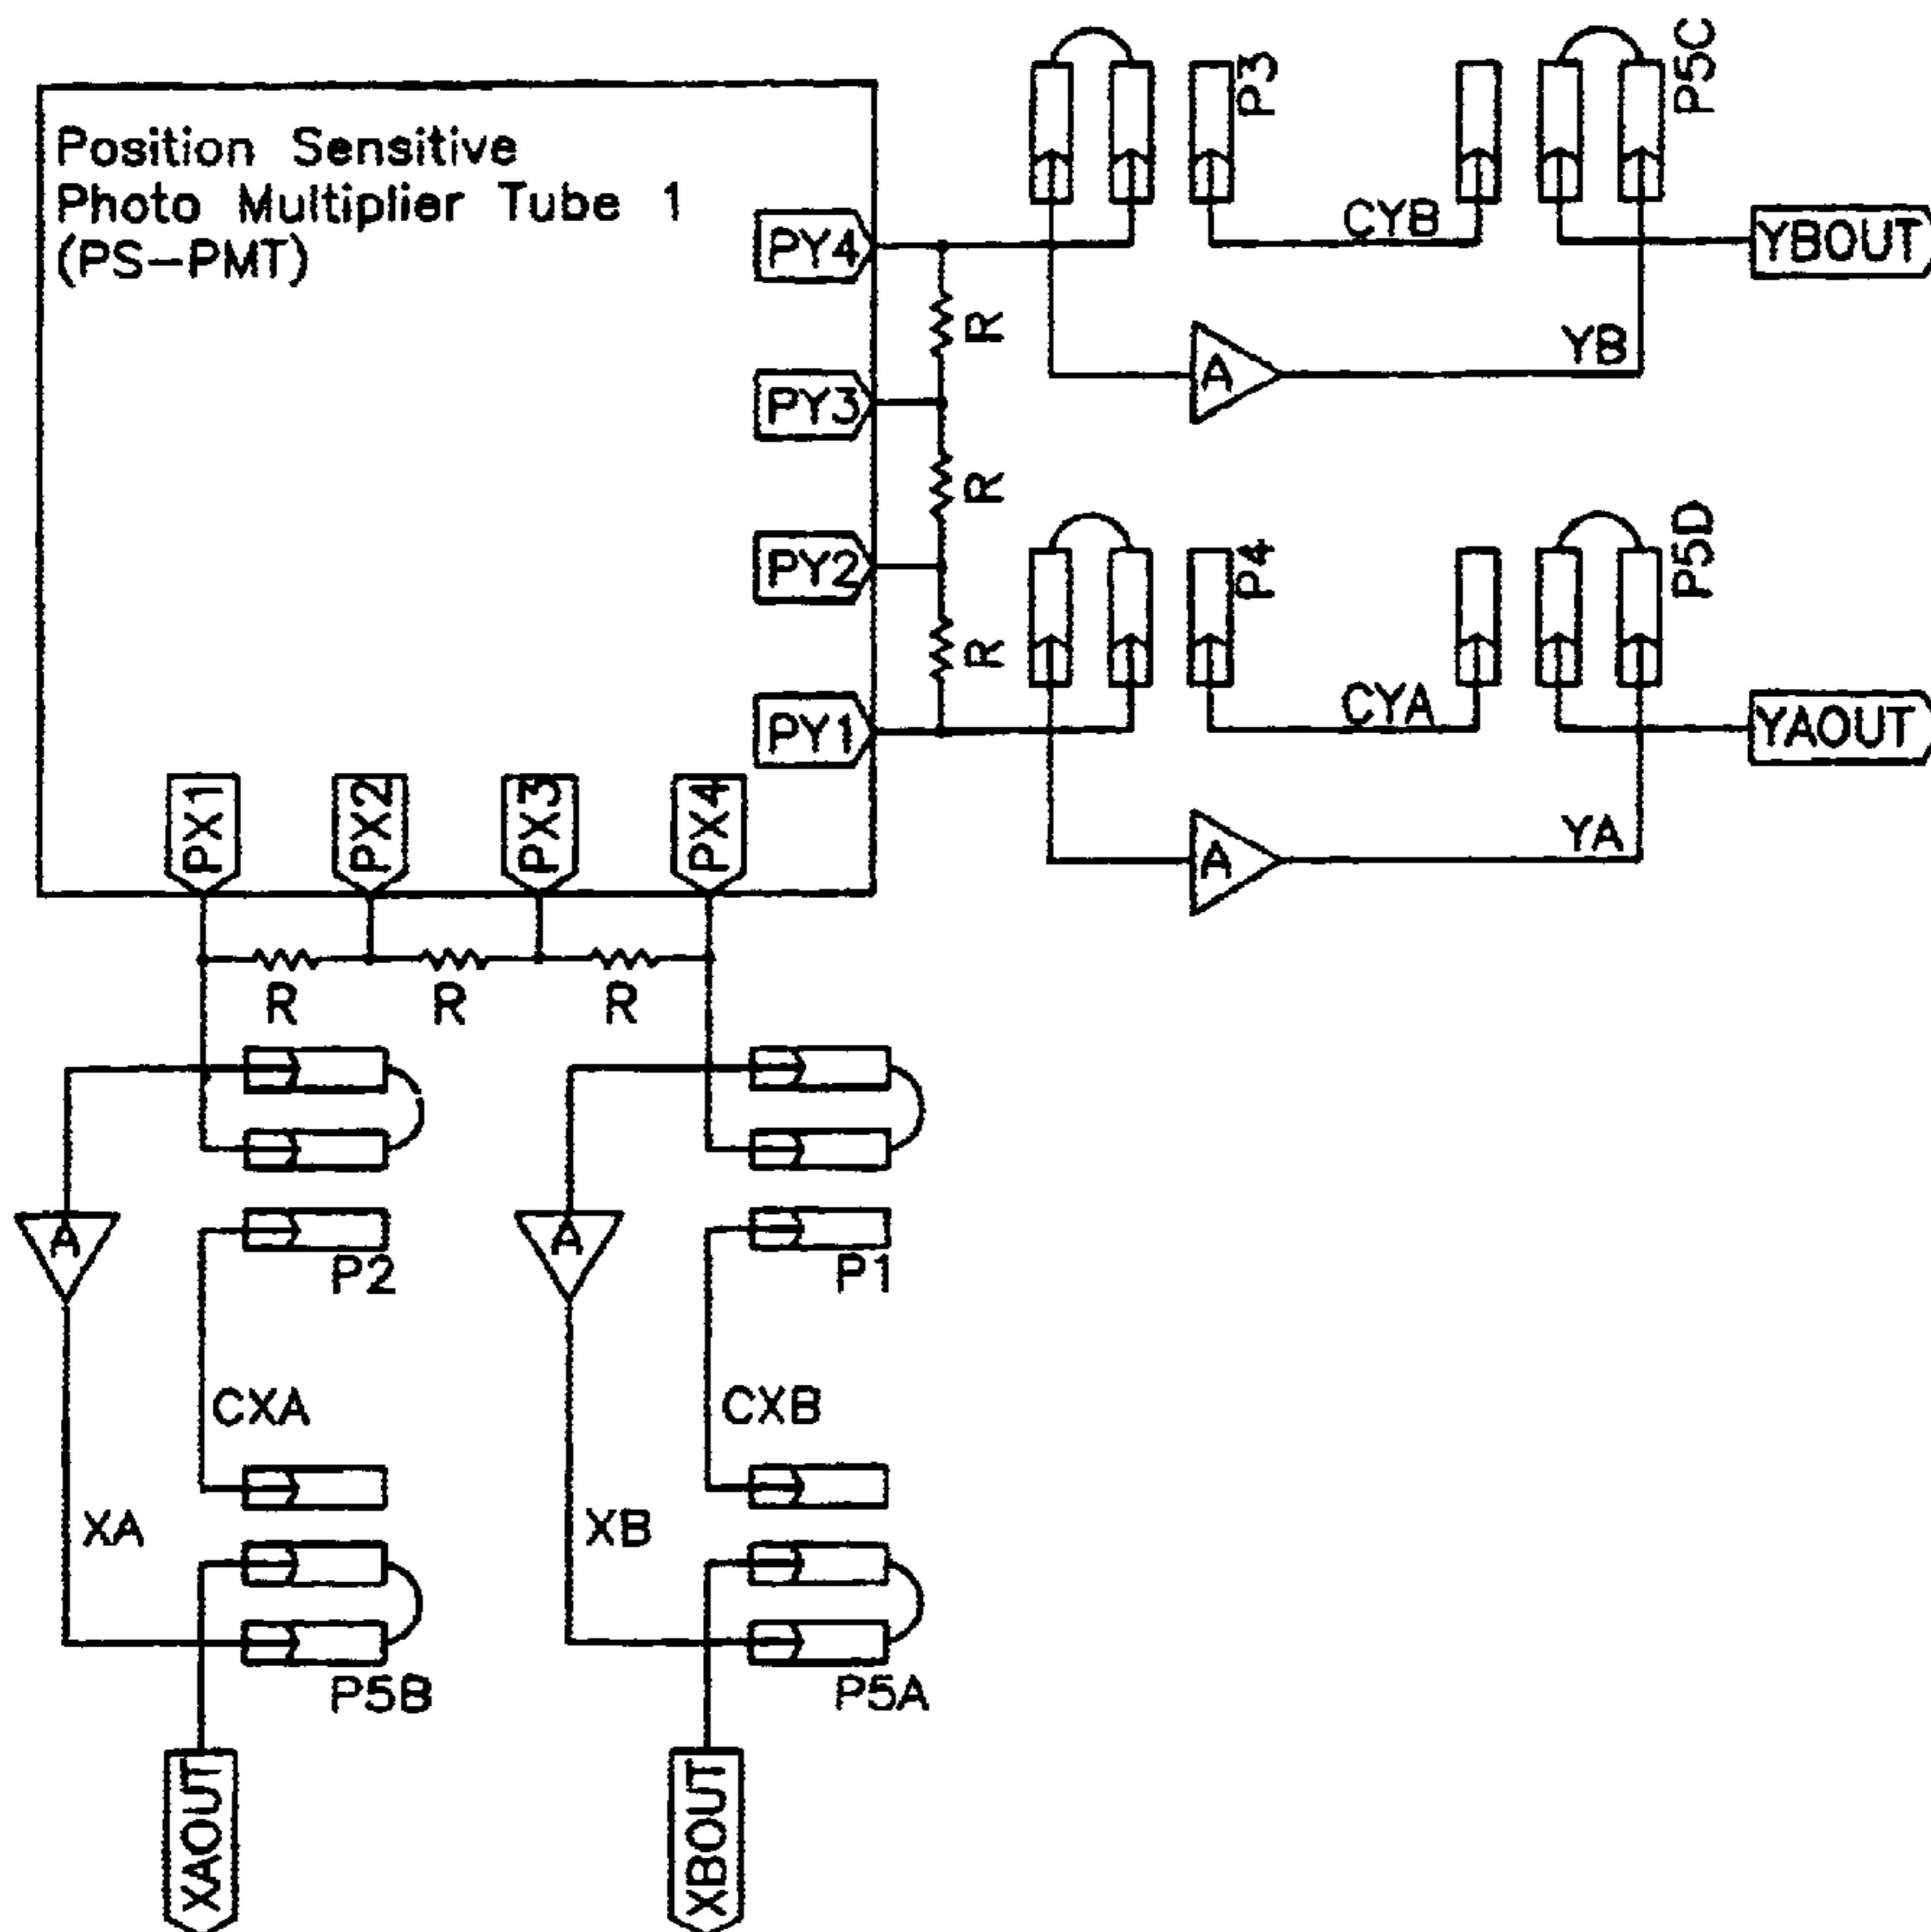 Position Sensitive
Photo Multiplier Tube 1
(PS-PMT)
P3
P5C
PY4
CYB
YBOUT
R
YB
A
PY3
R
P4
P5D
PY2
R
CYA
YAOUT
PY1
PX1
PX2
PX3
PX4
YA
A
R
R
R
A
A
P2
P1
CXA
CXB
XA
XB
P5B
P5A
XAOUT
XBOUT